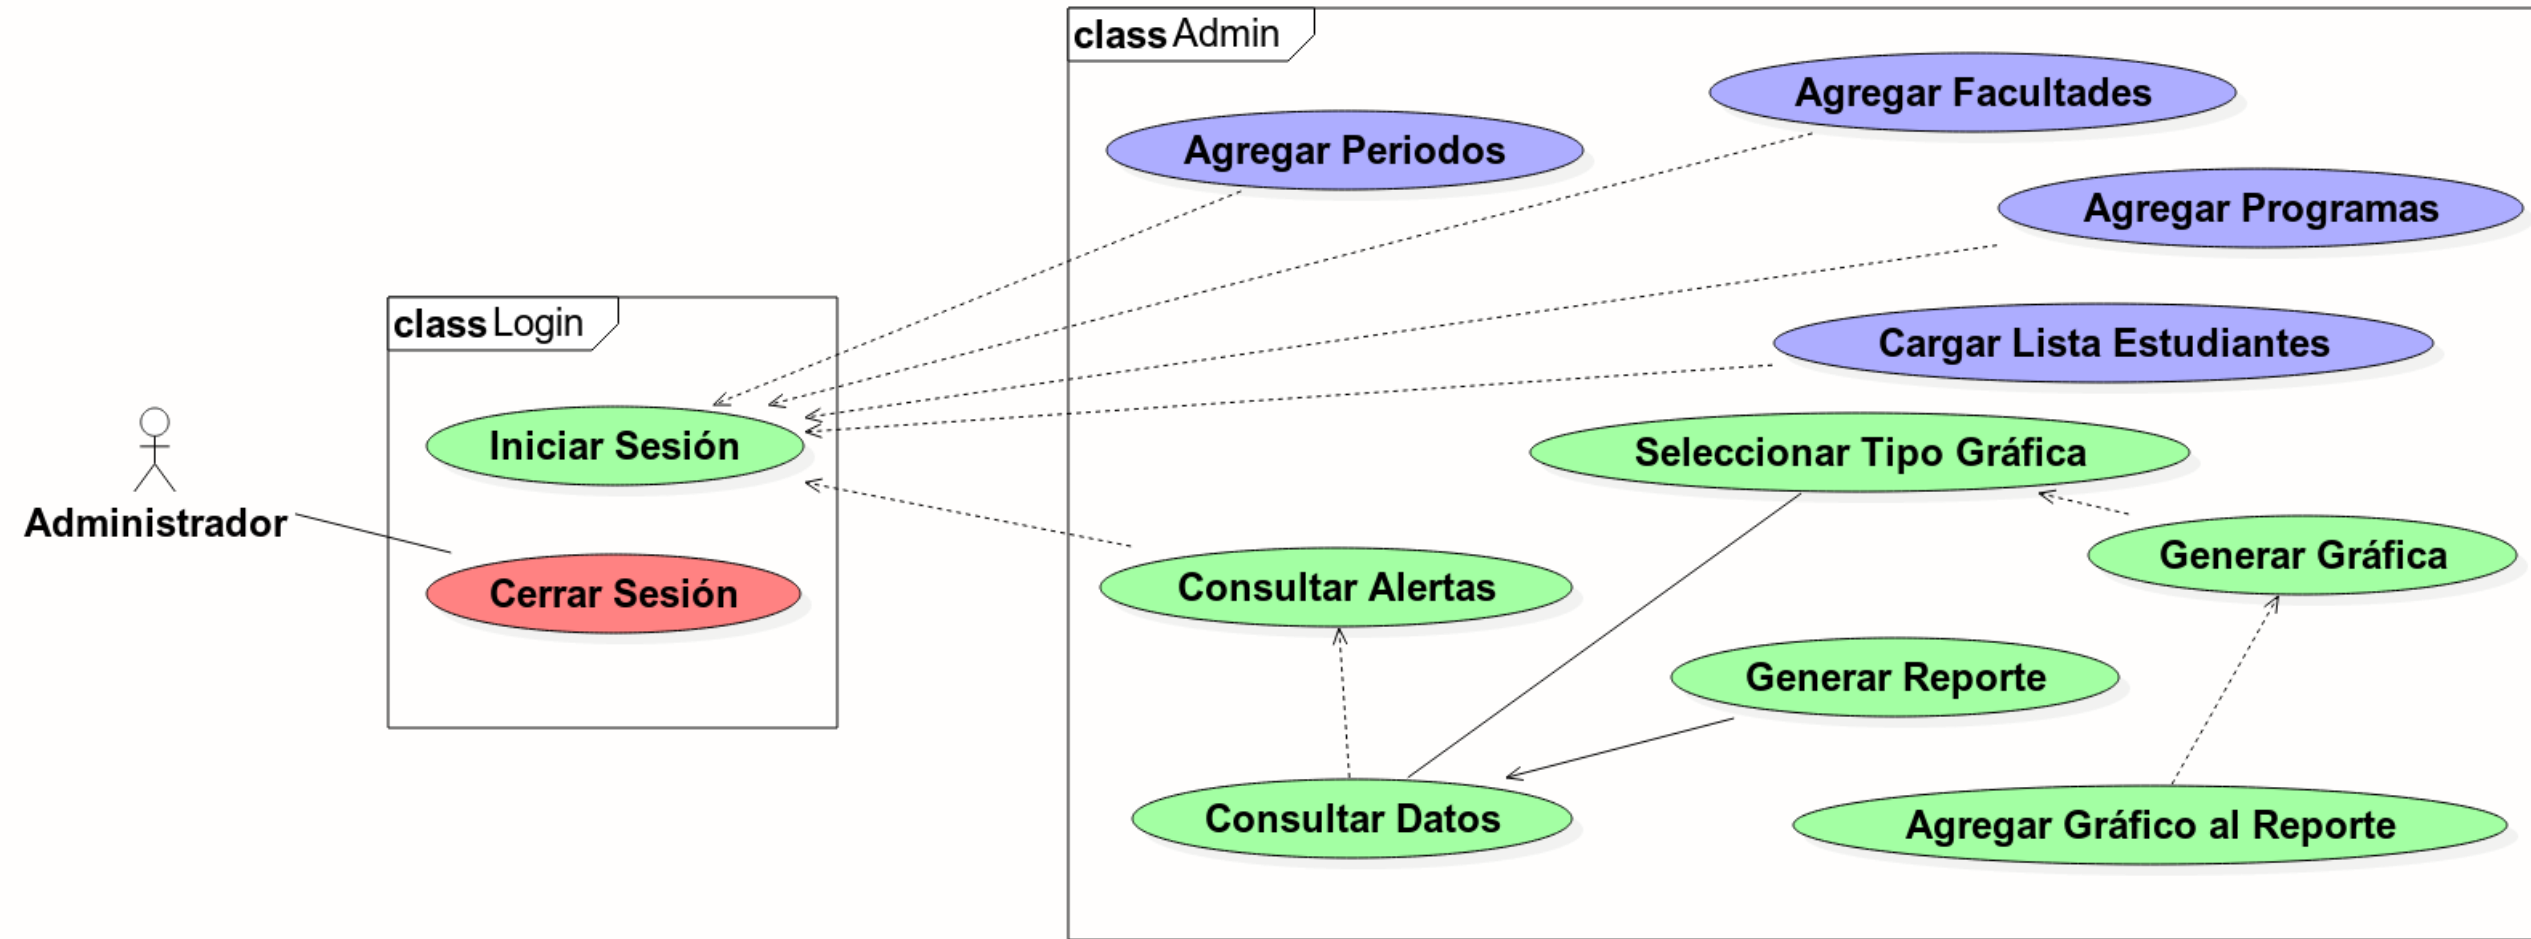 class Admin
Agregar Facultades
Agregar Periodos
Agregar Programas
class Login
Cargar Lista Estudiantes
Iniciar Sesión
Seleccionar Tipo Gráfica
Administrador
Generar Gráfica
Consultar Alertas
Cerrar Sesión
Generar Reporte
Consultar Datos
Agregar Gráfico al Reporte